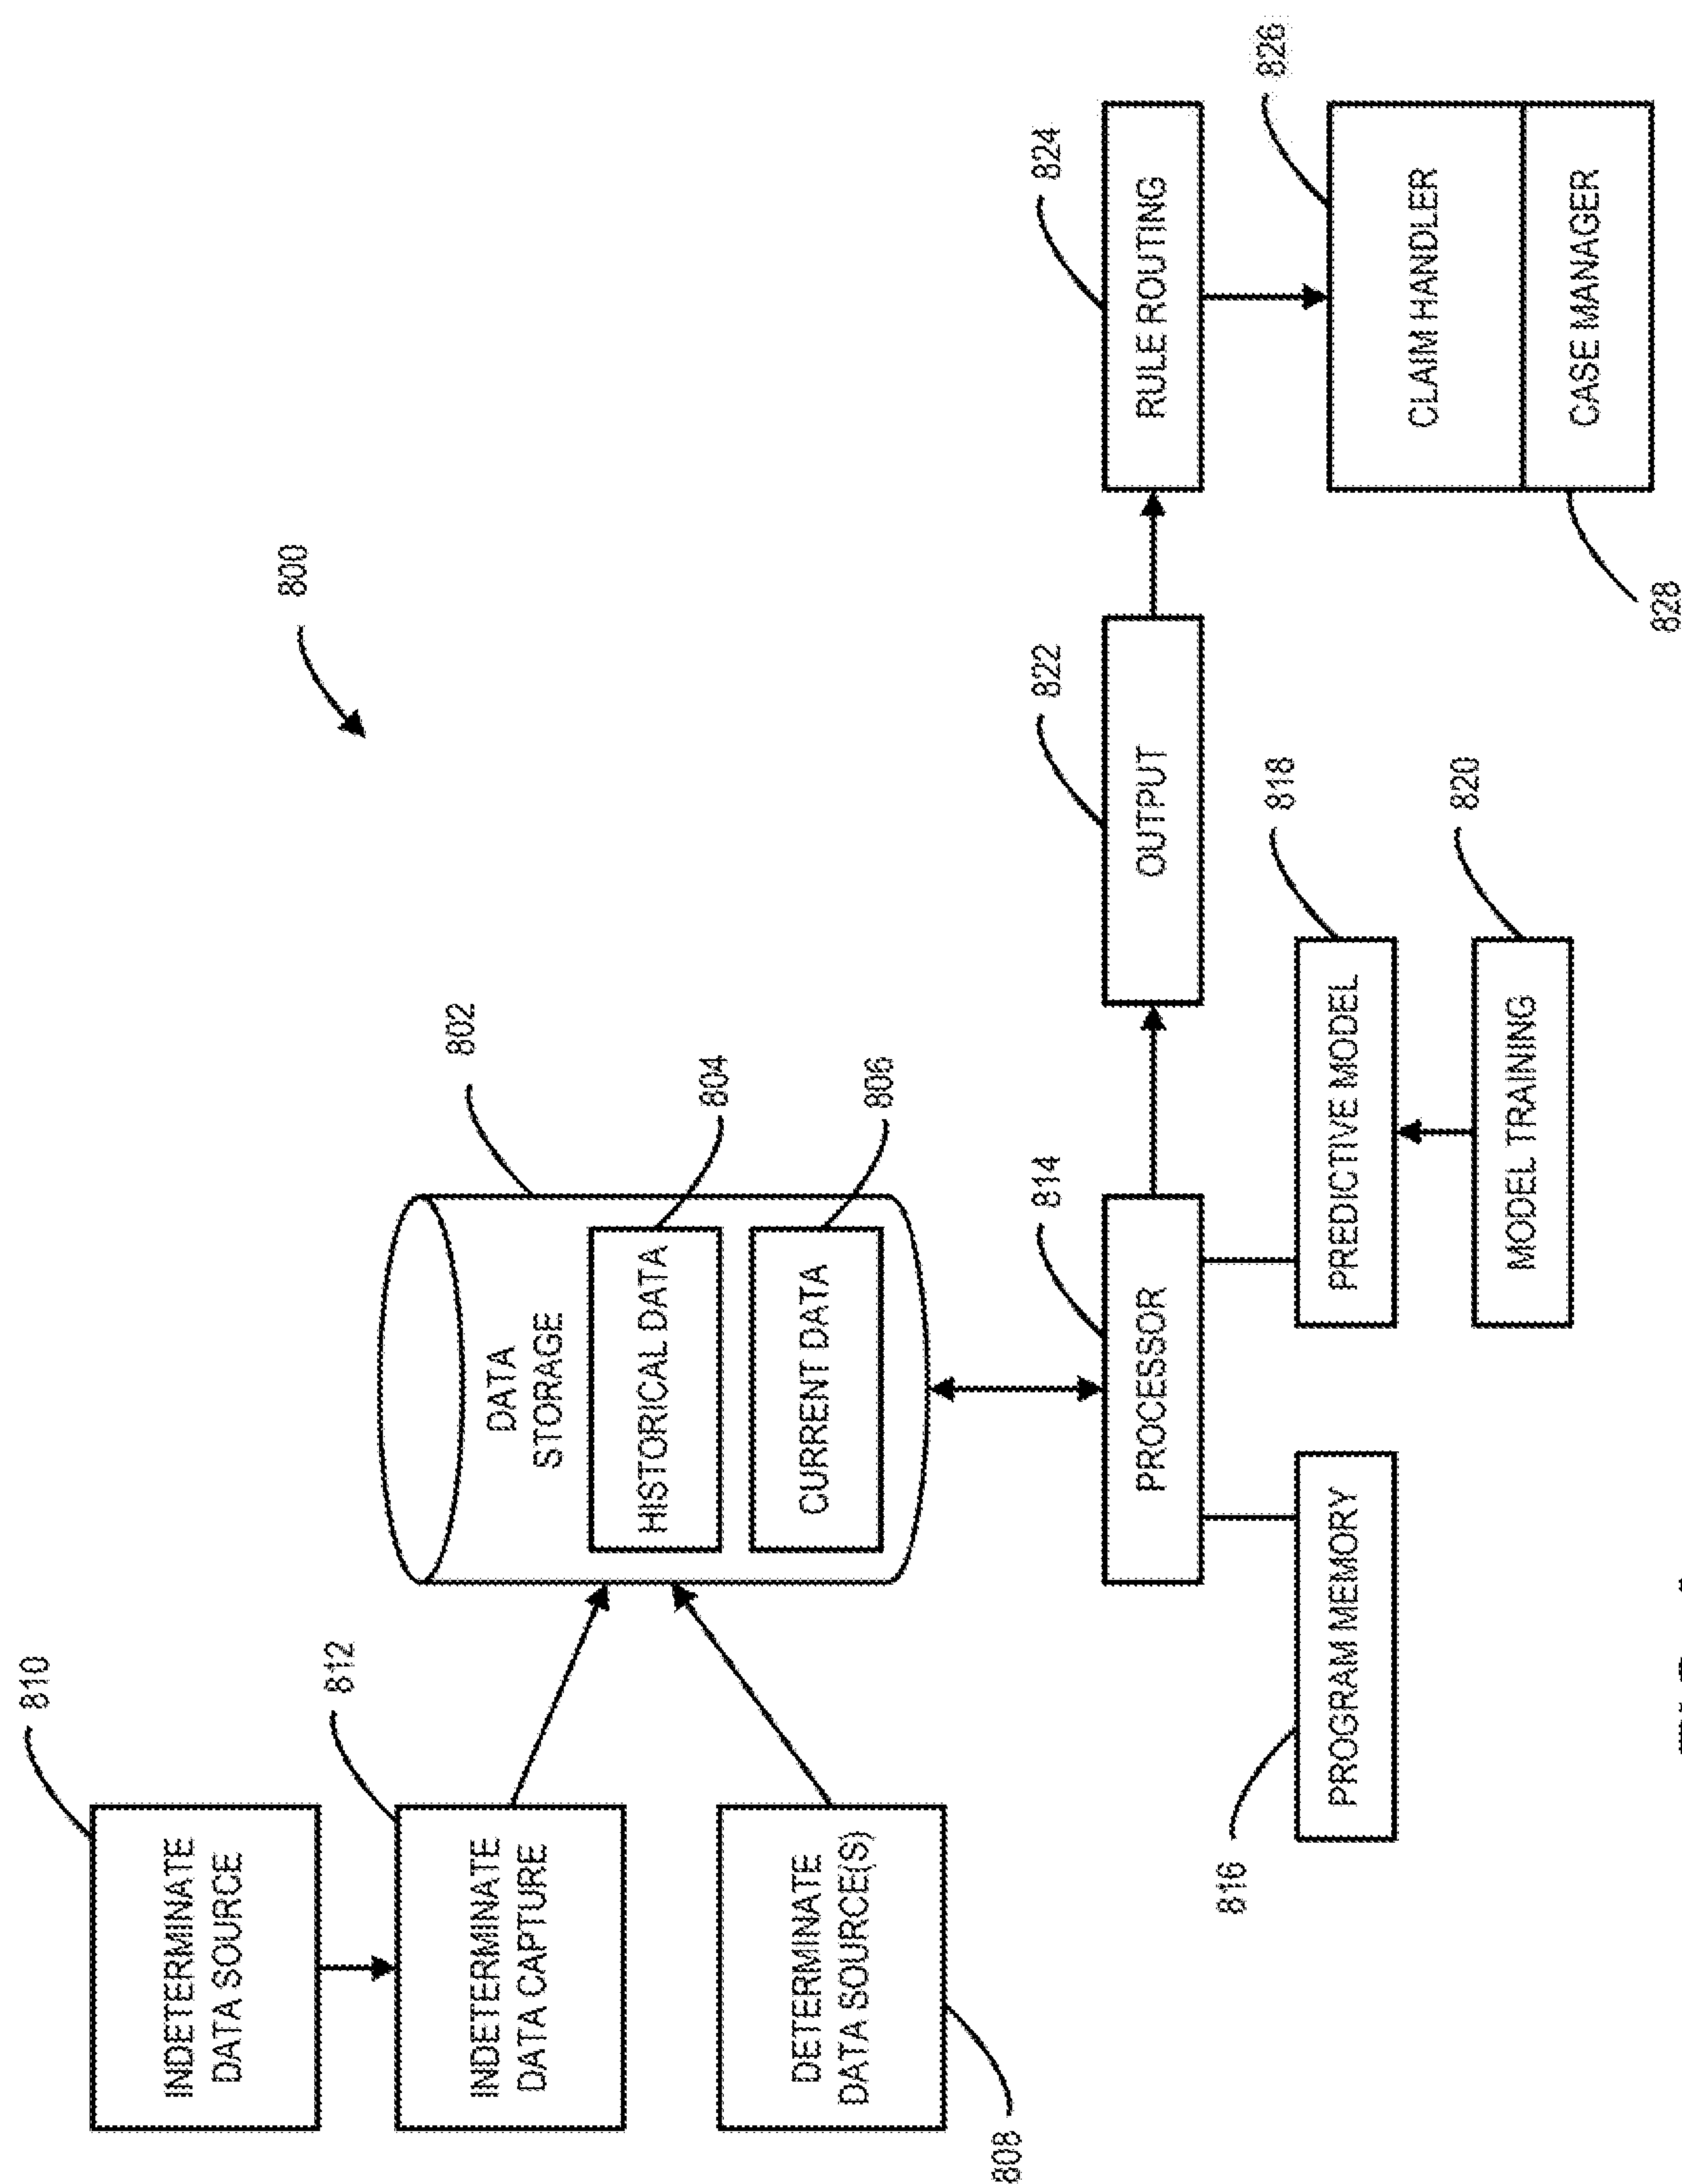 800
810
INDETERMINATE
DATA SOURCE
812
INDETERMINATE
DATA CAPTURE
DETERMINATE
DATA SOURCE(S)
808
802
DATA
STORAGE
804
HISTORICAL DATA
806
CURRENT DATA
814
PROCESSOR
816
PROGRAM MEMORY
818
PREDICTIVE MODEL
820
MODEL TRAINING
822
OUTPUT
824
RULE ROUTING
826
CLAIM HANDLER
CASE MANAGER
828